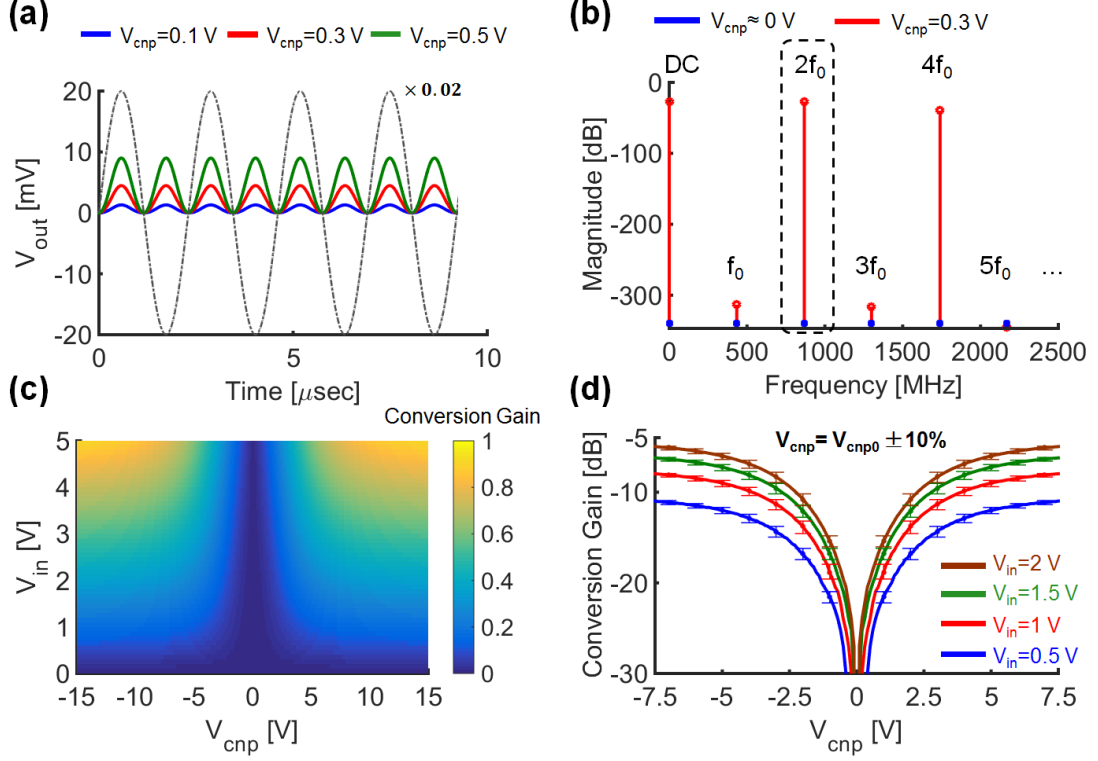 (a)
V_cnp=0.1 V V_cnp=0.3 V V_cnp=0.5 V
× 0.02
20
10
0
-10
-20
V_out [mV]
0 5 10
Time [μsec]
(b)
V_cnp≈ 0 V V_cnp=0.3 V
DC 2f_0 4f_0
f_0 3f_0 5f_0 ...
0
-100
-200
-300
Magnitude [dB]
0 500 1000 1500 2000 2500
Frequency [MHz]
(c)
Conversion Gain
5
4
3
2
1
0
V_in [V]
-15 -10 -5 0 5 10 15
V_cnp [V]
1
0.8
0.6
0.4
0.2
0
(d)
V_cnp= V_cnp0 ± 10%
-5
-10
-20
-30
Conversion Gain [dB]
V_in=2 V
V_in=1.5 V
V_in=1 V
V_in=0.5 V
-7.5 -5 -2.5 0 2.5 5 7.5
V_cnp [V]